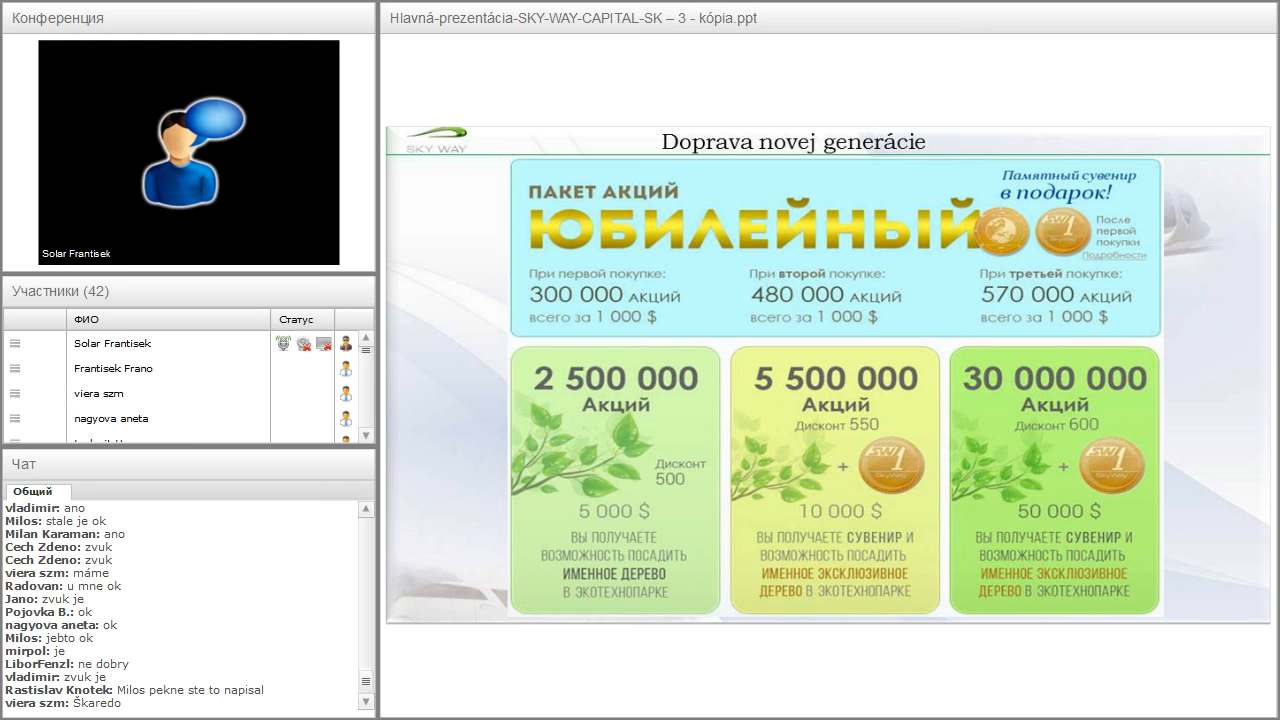 Конференция
Solar Frantisek
Участники (42)
ФИО Статус
Solar Frantisek
Frantisek Frano
viera szm
nagyova aneta
Чат
Общий
vladimir: ano
Milos: stale je ok
Milan Karaman: ano
Cech Zdeno: zvuk
Cech Zdeno: zvuk
viera szm: máme
Radovan: u mne ok
Jano: zvuk je
Pojovka B.: ok
nagyova aneta: ok
Milos: jebto ok
mirpol: je
LiborFenzl: ne dobry
vladimir: zvuk je
Rastislav Knotek: Milos pekne ste to napisal
viera szm: Škaredo
Hlavná-prezentácia-SKY-WAY-CAPITAL-SK – 3 - kópia.ppt
SKY WAY
Doprava novej generácie
ПАКЕТ АКЦИЙ
ЮБИЛЕЙНЫЙ
Памятный сувенир
в подарок!
SW1
SkyWay
После
первой
покупки
Подробности
При первой покупке:
300 000 акций
всего за 1 000 $
При второй покупке:
480 000 акций
всего за 1 000 $
При третьей покупке:
570 000 акций
всего за 1 000 $
2 500 000
Акций
Дисконт
500
5 000 $
ВЫ ПОЛУЧАЕТЕ
ВОЗМОЖНОСТЬ ПОСАДИТЬ
ИМЕННОЕ ДЕРЕВО
В ЭКОТЕХНОПАРКЕ
5 500 000
Акций
Дисконт 550
+
SW1
SkyWay
10 000 $
ВЫ ПОЛУЧАЕТЕ СУВЕНИР И
ВОЗМОЖНОСТЬ ПОСАДИТЬ
ИМЕННОЕ ЭКСКЛЮЗИВНОЕ
ДЕРЕВО В ЭКОТЕХНОПАРКЕ
30 000 000
Акций
Дисконт 600
+
SW1
SkyWay
50 000 $
ВЫ ПОЛУЧАЕТЕ СУВЕНИР И
ВОЗМОЖНОСТЬ ПОСАДИТЬ
ИМЕННОЕ ЭКСКЛЮЗИВНОЕ
ДЕРЕВО В ЭКОТЕХНОПАРКЕ